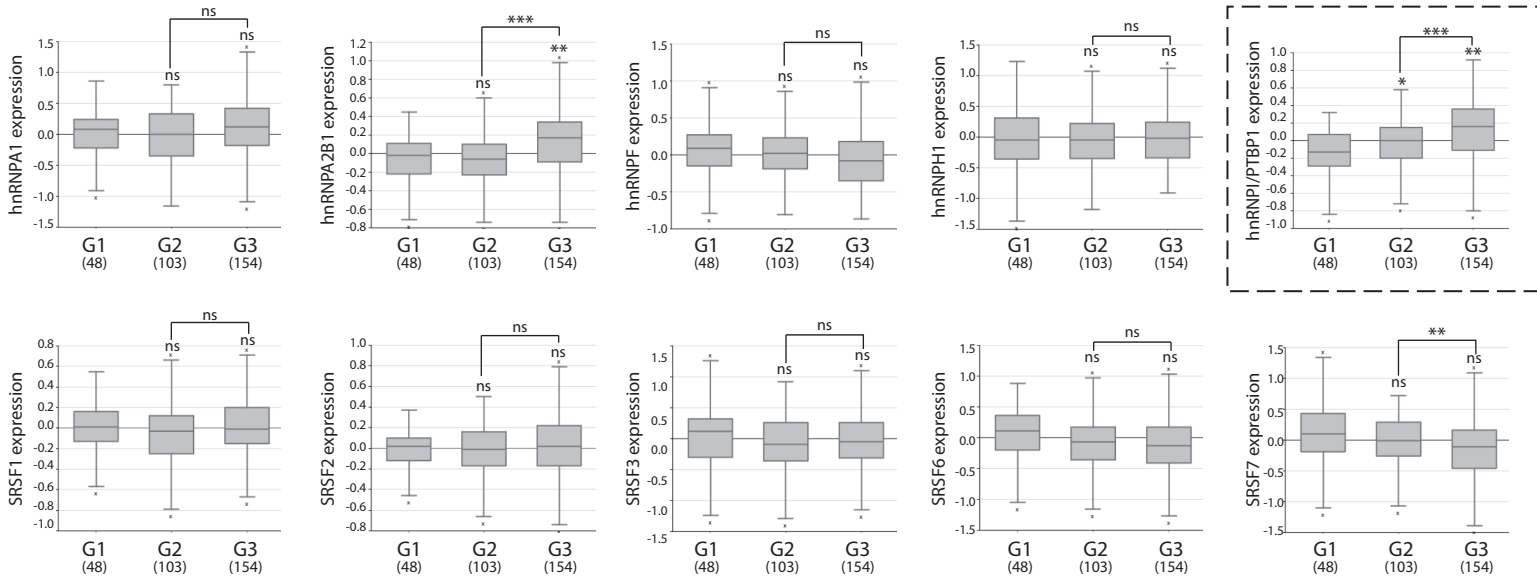 hnRNPA1 expression
1.5
1.0
0.5
0.0
-0.5
-1.0
-1.5
ns
ns
ns
G1
G2
G3
(48)
(103)
(154)
hnRNPA2B1 expression
1.2
1.0
0.8
0.6
0.4
0.2
0.0
-0.2
-0.4
-0.6
-0.8
***
ns
**
G1
G2
G3
(48)
(103)
(154)
hnRNPF expression
1.5
1.0
0.5
0.0
-0.5
-1.0
ns
ns
ns
G1
G2
G3
(48)
(103)
(154)
hnRNPH1 expression
1.5
1.0
0.5
0.0
-0.5
-1.0
-1.5
ns
ns
ns
G1
G2
G3
(48)
(103)
(154)
hnRNPI/PTBP1 expression
1.0
0.8
0.6
0.4
0.2
0.0
-0.2
-0.4
-0.6
-0.8
-1.0
***
*
**
G1
G2
G3
(48)
(103)
(154)
SRSF1 expression
0.8
0.6
0.4
0.2
0.0
-0.2
-0.4
-0.6
-0.8
-1.0
ns
ns
ns
G1
G2
G3
(48)
(103)
(154)
SRSF2 expression
1.0
0.8
0.6
0.4
0.2
0.0
-0.2
-0.4
-0.6
-0.8
ns
ns
ns
G1
G2
G3
(48)
(103)
(154)
SRSF3 expression
1.5
1.0
0.5
0.0
-0.5
-1.0
-1.5
ns
ns
ns
G1
G2
G3
(48)
(103)
(154)
SRSF6 expression
1.5
1.0
0.5
0.0
-0.5
-1.0
-1.5
ns
ns
ns
G1
G2
G3
(48)
(103)
(154)
SRSF7 expression
1.5
1.0
0.5
0.0
-0.5
-1.0
-1.5
**
ns
ns
G1
G2
G3
(48)
(103)
(154)